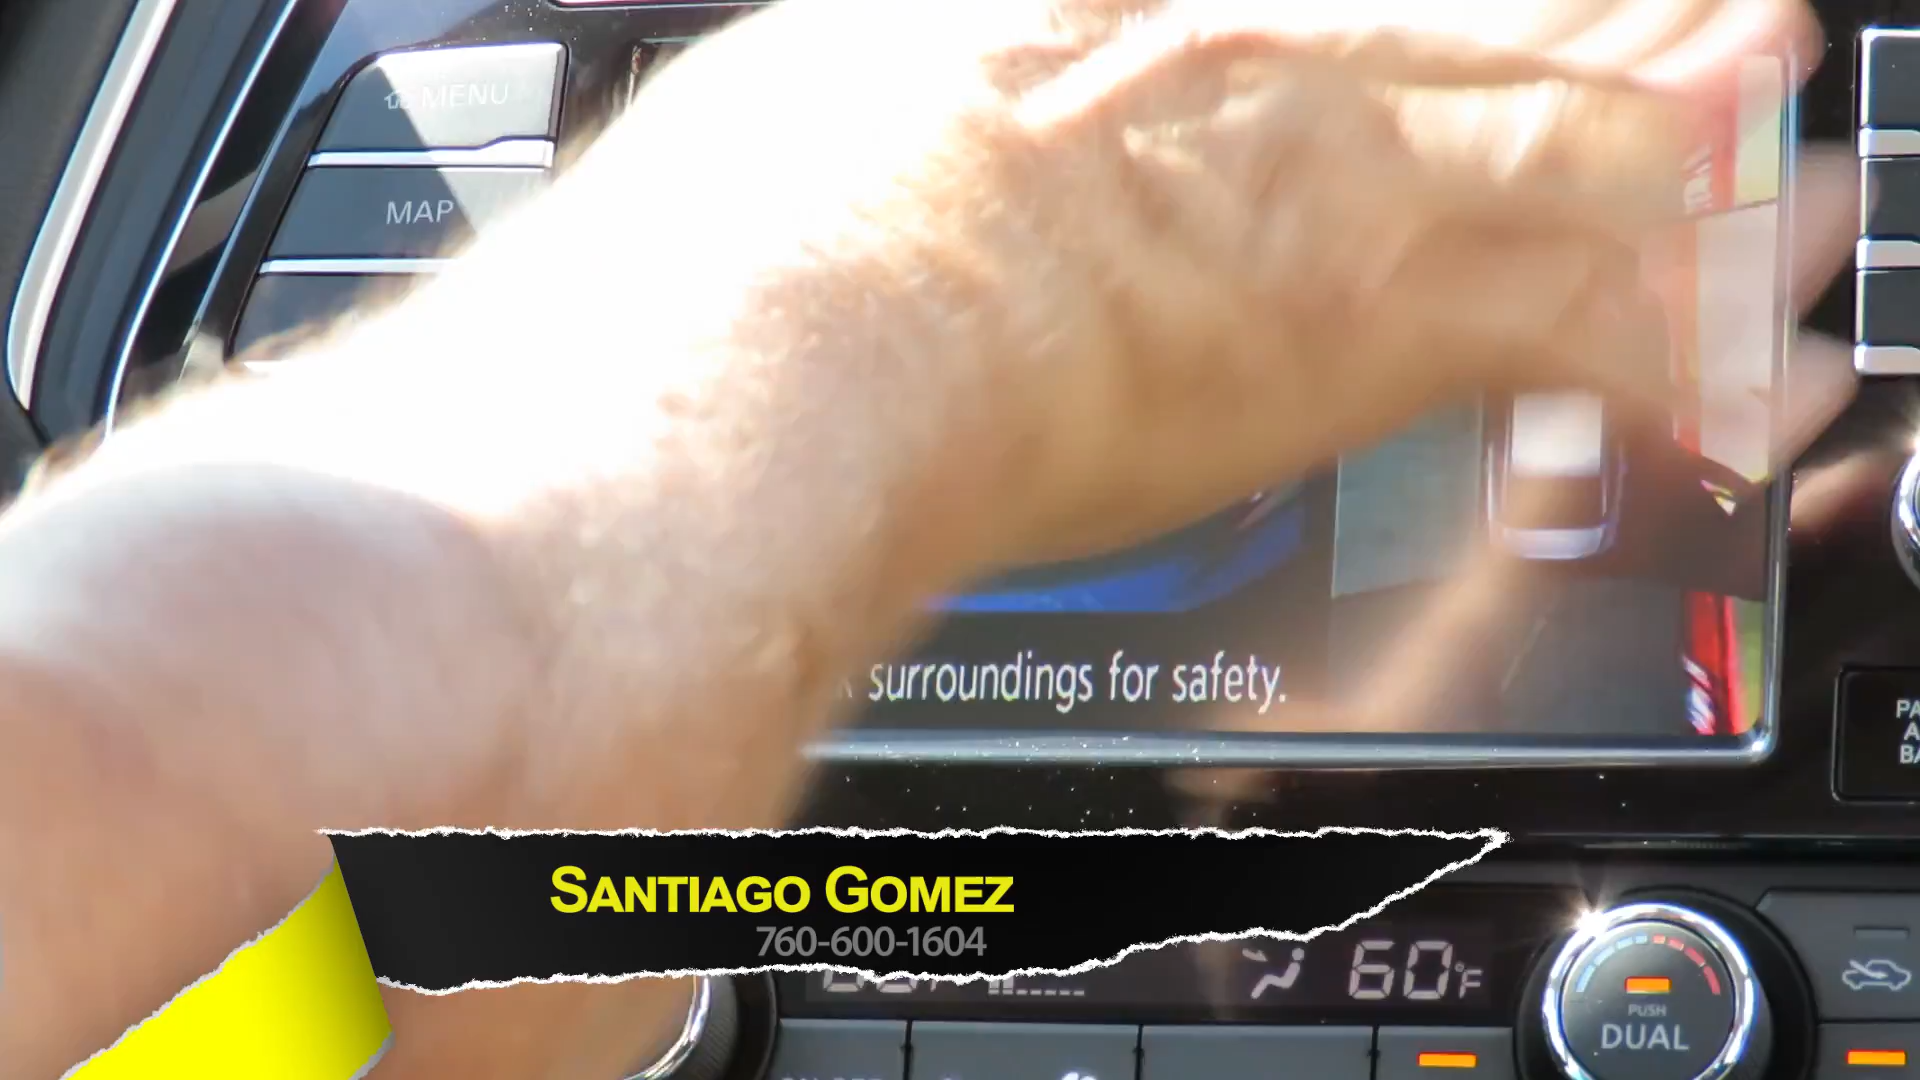 MENU
MAP
surroundings for safety.
SANTIAGO GOMEZ
760-600-1604
60°F
PUSH
DUAL